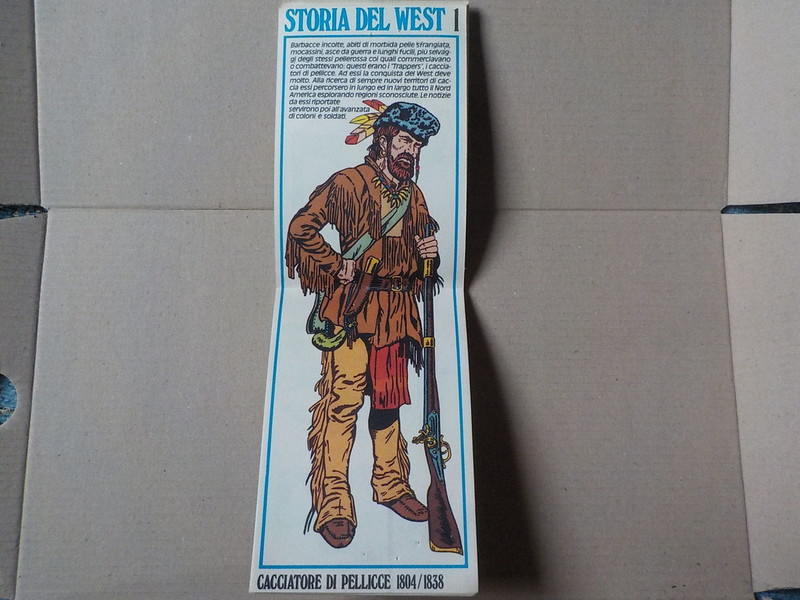 STORIA DEL WEST 1
Barbacce incolte, abiti di morbida pelle sfrangiata,
mocassini, asce da guerra e lunghi fucili, più selvag-
gi degli stessi pellerossa coi quali commerciavano
o combattevano: questi erano i "Trappers", i caccia-
tori di pellicce. Ad essi la conquista del West deve
molto. Alla ricerca di sempre nuovi territori di cac-
cia essi percorsero in lungo ed in largo tutto il Nord
America esplorando regioni sconosciute. Le notizie
da essi riportate
servirono poi all'avanzata
di coloni e soldati.
CACCIATORE DI PELLICCE 1804/1838